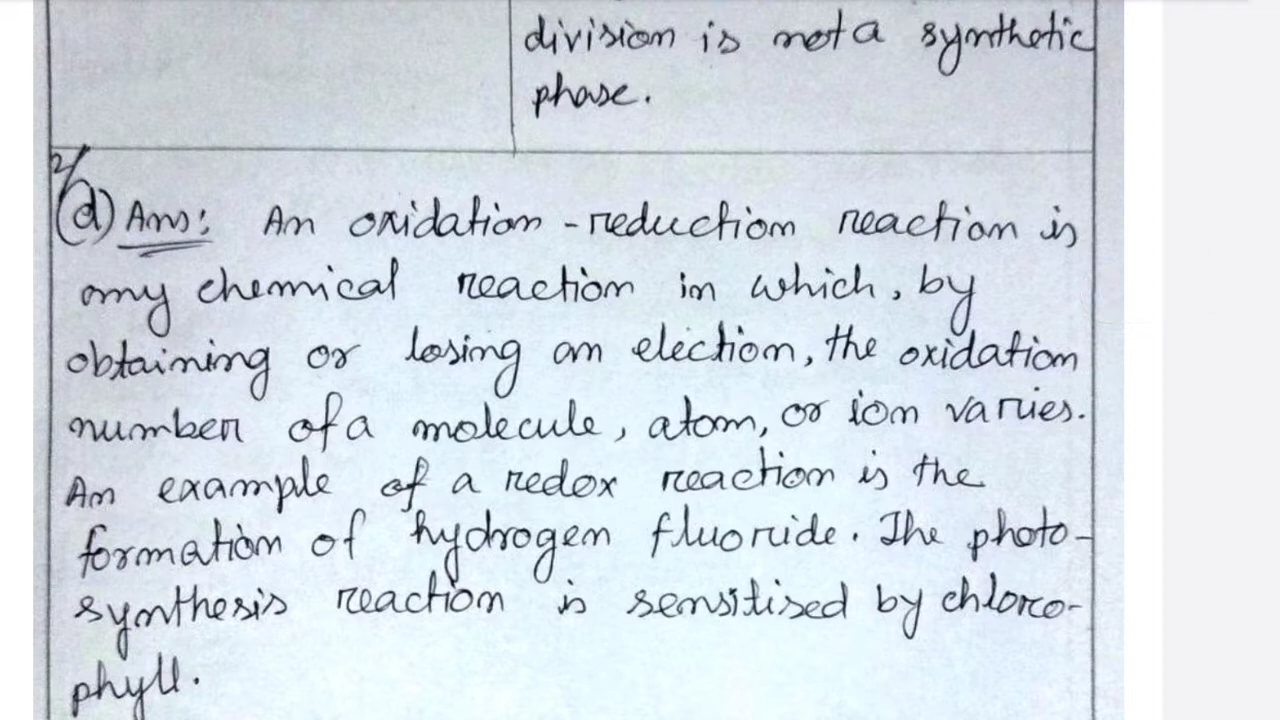 division is not a synthetic
phase.
2/
(d) Ans: An oxidation-reduction reaction is
any chemical reaction in which, by
obtaining or losing an election, the oxidation
number of a molecule, atom, or ion varies.
An example of a redox reaction is the
formation of hydrogen fluoride. The photo-
synthesis reaction is sensitised by chloro-
phyll.